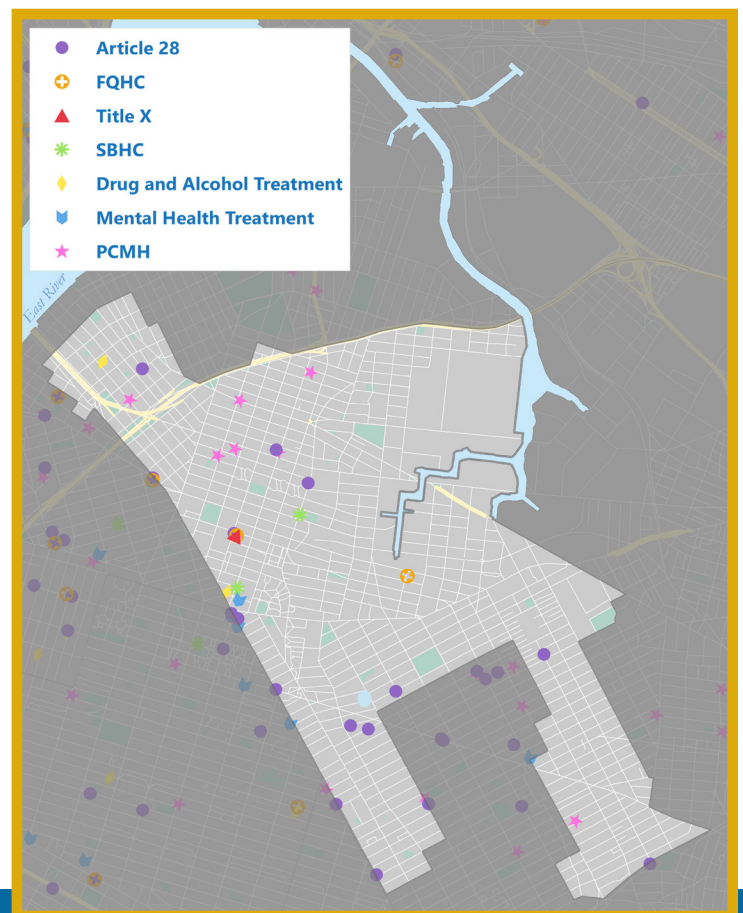 Article 28
FQHC
Title X
SBHC
Drug and Alcohol Treatment
Mental Health Treatment
PCMH
East River